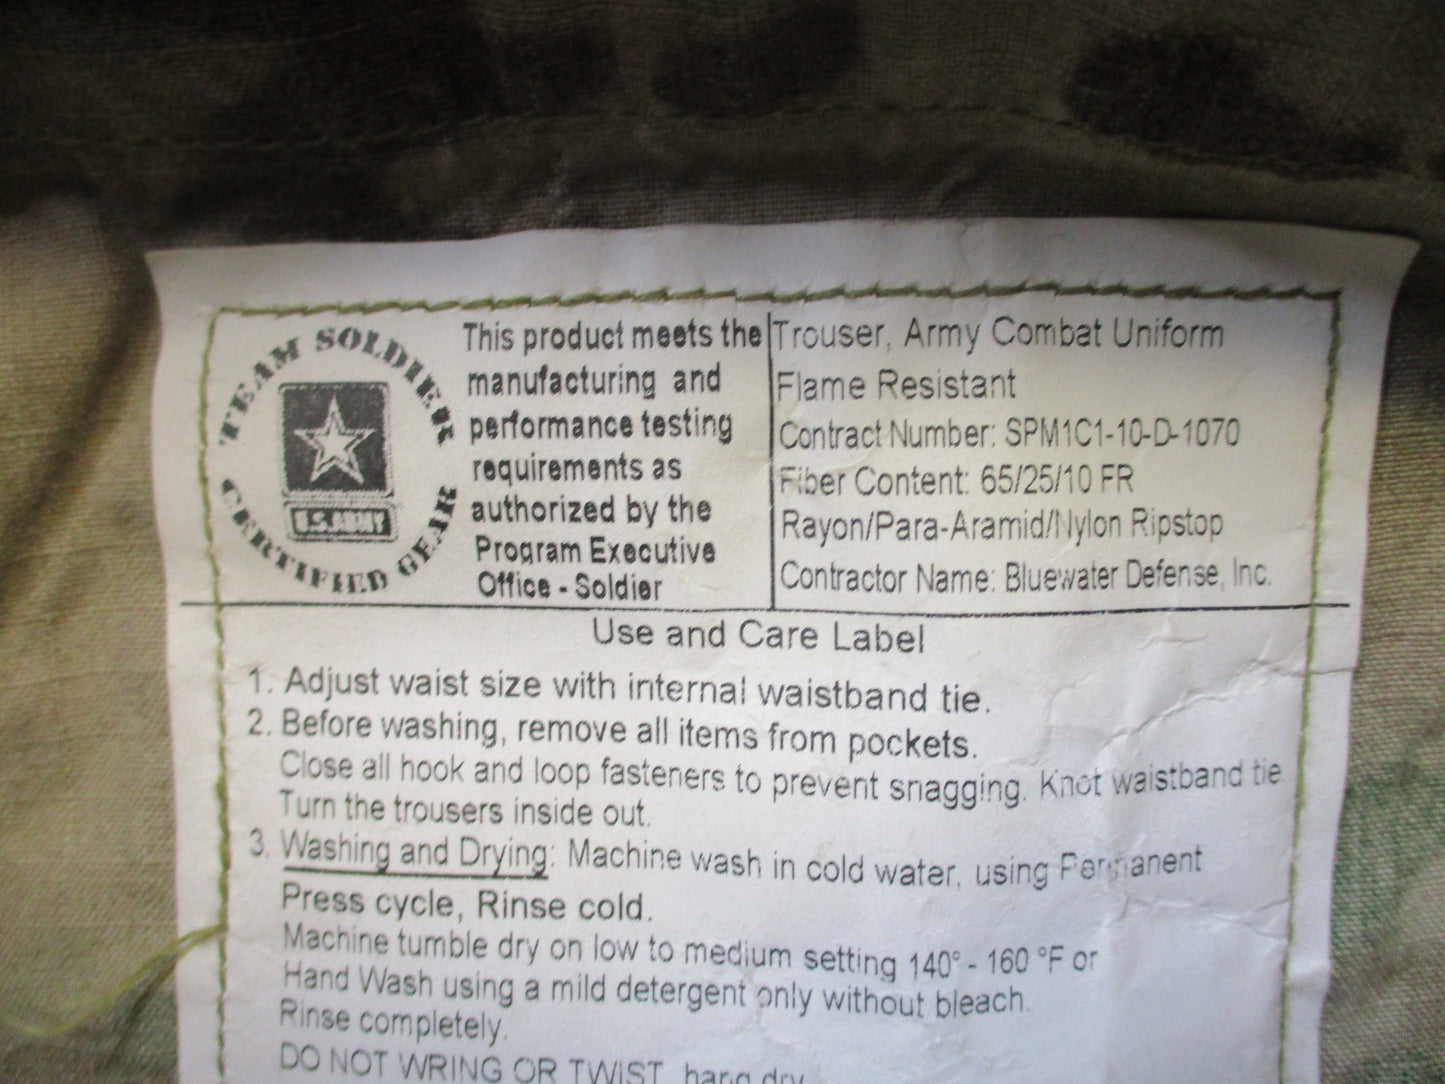 TEAM SOLDIER
CERTIFIED GEAR
U.S. ARMY
This product meets the
manufacturing and
performance testing
requirements as
authorized by the
Program Executive
Office - Soldier
Trouser, Army Combat Uniform
Flame Resistant
Contract Number: SPM1C1-10-D-1070
Fiber Content: 65/25/10 FR
Rayon/Para-Aramid/Nylon Ripstop
Contractor Name: Bluewater Defense, Inc.
Use and Care Label
1. Adjust waist size with internal waistband tie.
2. Before washing, remove all items from pockets.
Close all hook and loop fasteners to prevent snagging. Knot waistband tie.
Turn the trousers inside out.
3. Washing and Drying: Machine wash in cold water, using Permanent
Press cycle, Rinse cold.
Machine tumble dry on low to medium setting 140° - 160 °F or
Hand Wash using a mild detergent only without bleach.
Rinse completely.
DO NOT WRING OR TWIST, hang dry